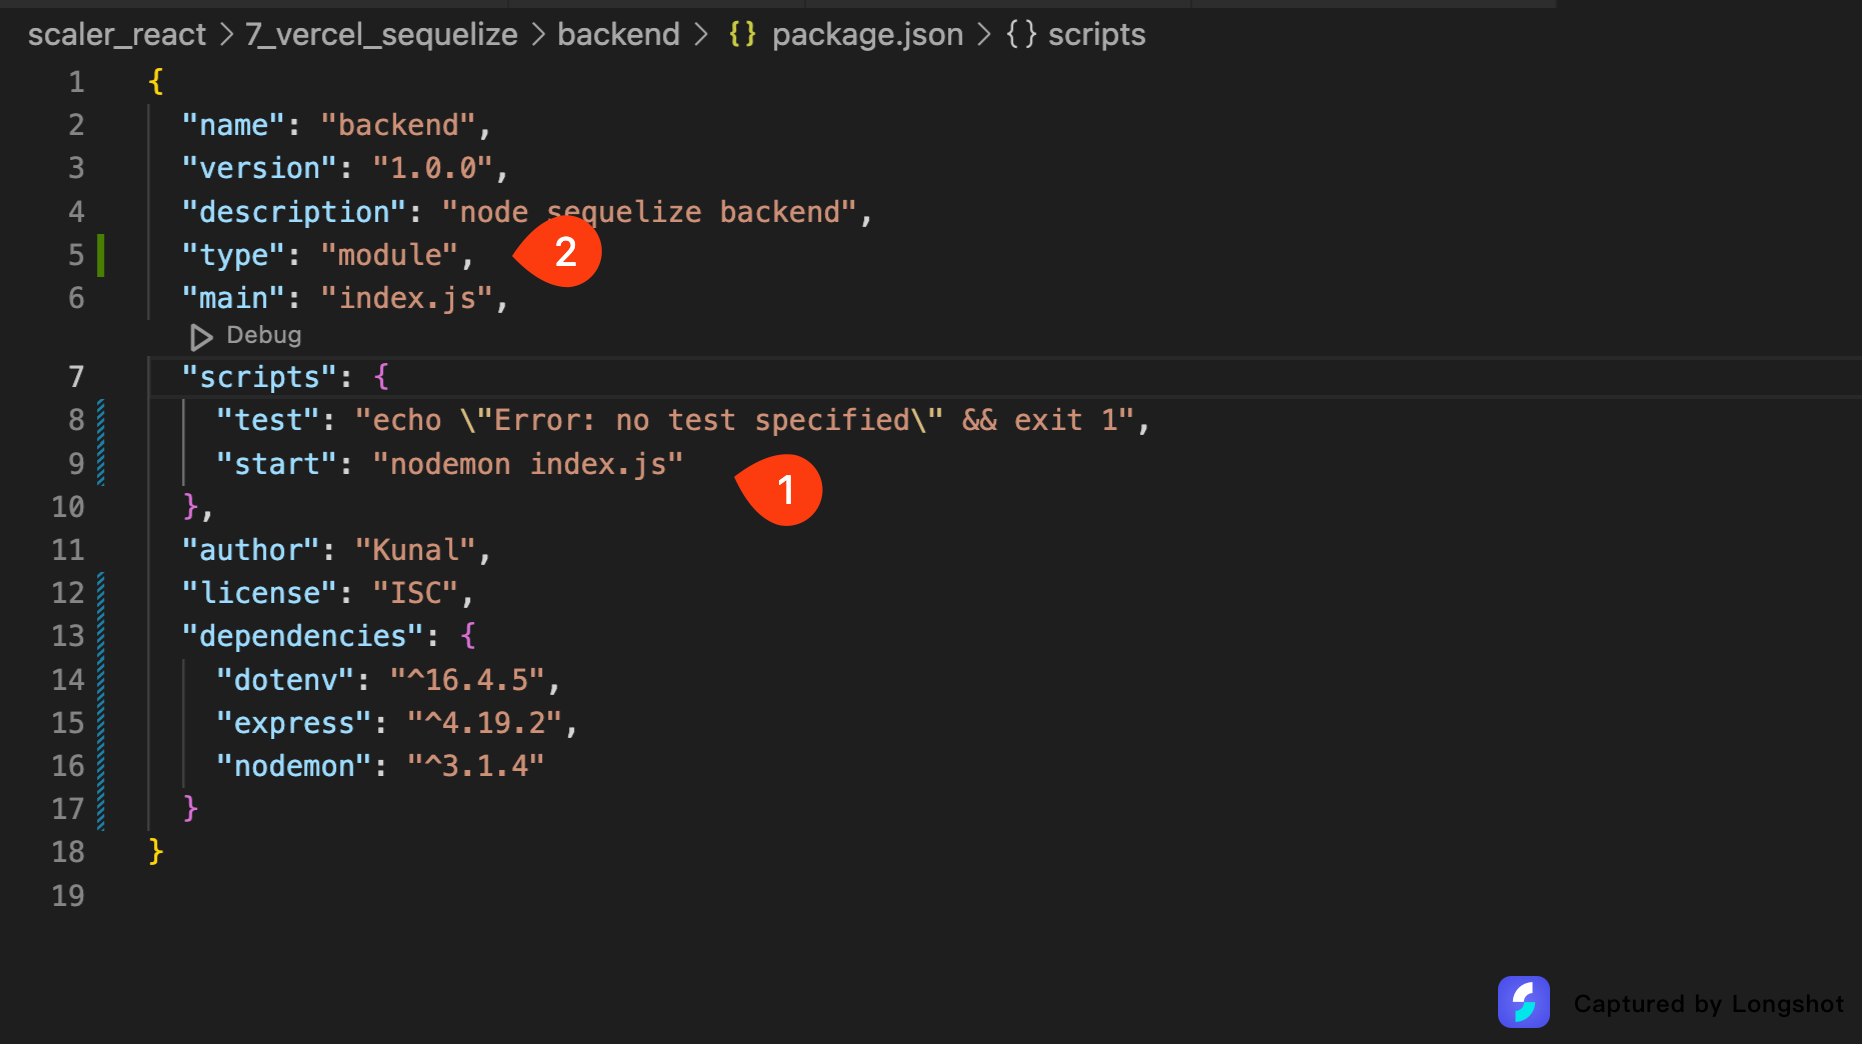 scaler_react > 7_vercel_sequelize > backend > {} package.json > {} scripts
1 {
2 "name": "backend",
3 "version": "1.0.0",
4 "description": "node sequelize backend",
5 "type": "module",
2
6 "main": "index.js",
Debug
7 "scripts": {
8 "test": "echo \"Error: no test specified\" && exit 1",
9 "start": "nodemon index.js"
1
10 },
11 "author": "Kunal",
12 "license": "ISC",
13 "dependencies": {
14 "dotenv": "^16.4.5",
15 "express": "^4.19.2",
16 "nodemon": "^3.1.4"
17 }
18 }
19
Captured by Longshot